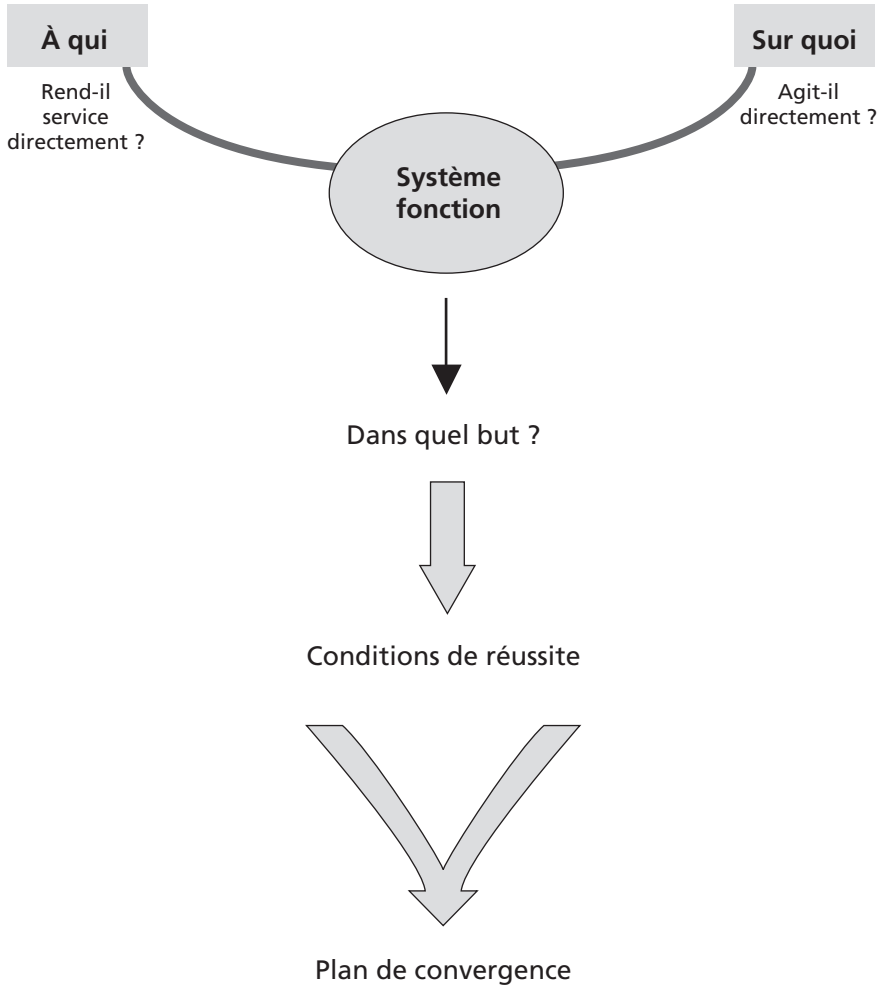 À qui
Rend-il
service
directement ?
Sur quoi
Agit-il
directement ?
Système
fonction
Dans quel but ?
Conditions de réussite
Plan de convergence